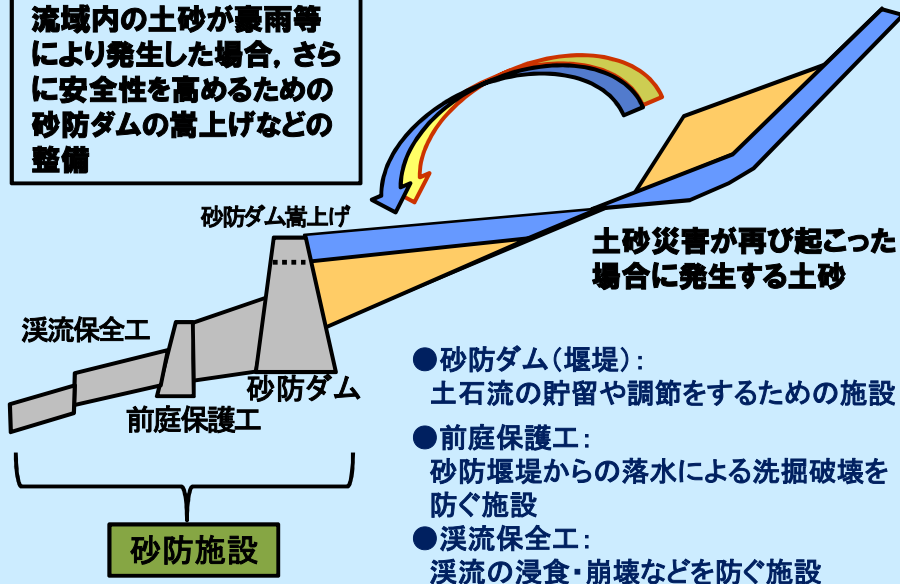 流域内の土砂が豪雨等
により発生した場合，さら
に安全性を高めるための
砂防ダムの嵩上げなどの
整備
砂防ダム嵩上げ
土砂災害が再び起こった
場合に発生する土砂
渓流保全工
砂防ダム
前庭保護工
砂防施設
●砂防ダム（堰堤）：
土石流の貯留や調節をするための施設
●前庭保護工：
砂防堰堤からの落水による洗掘破壊を
防ぐ施設
●渓流保全工：
渓流の浸食・崩壊などを防ぐ施設